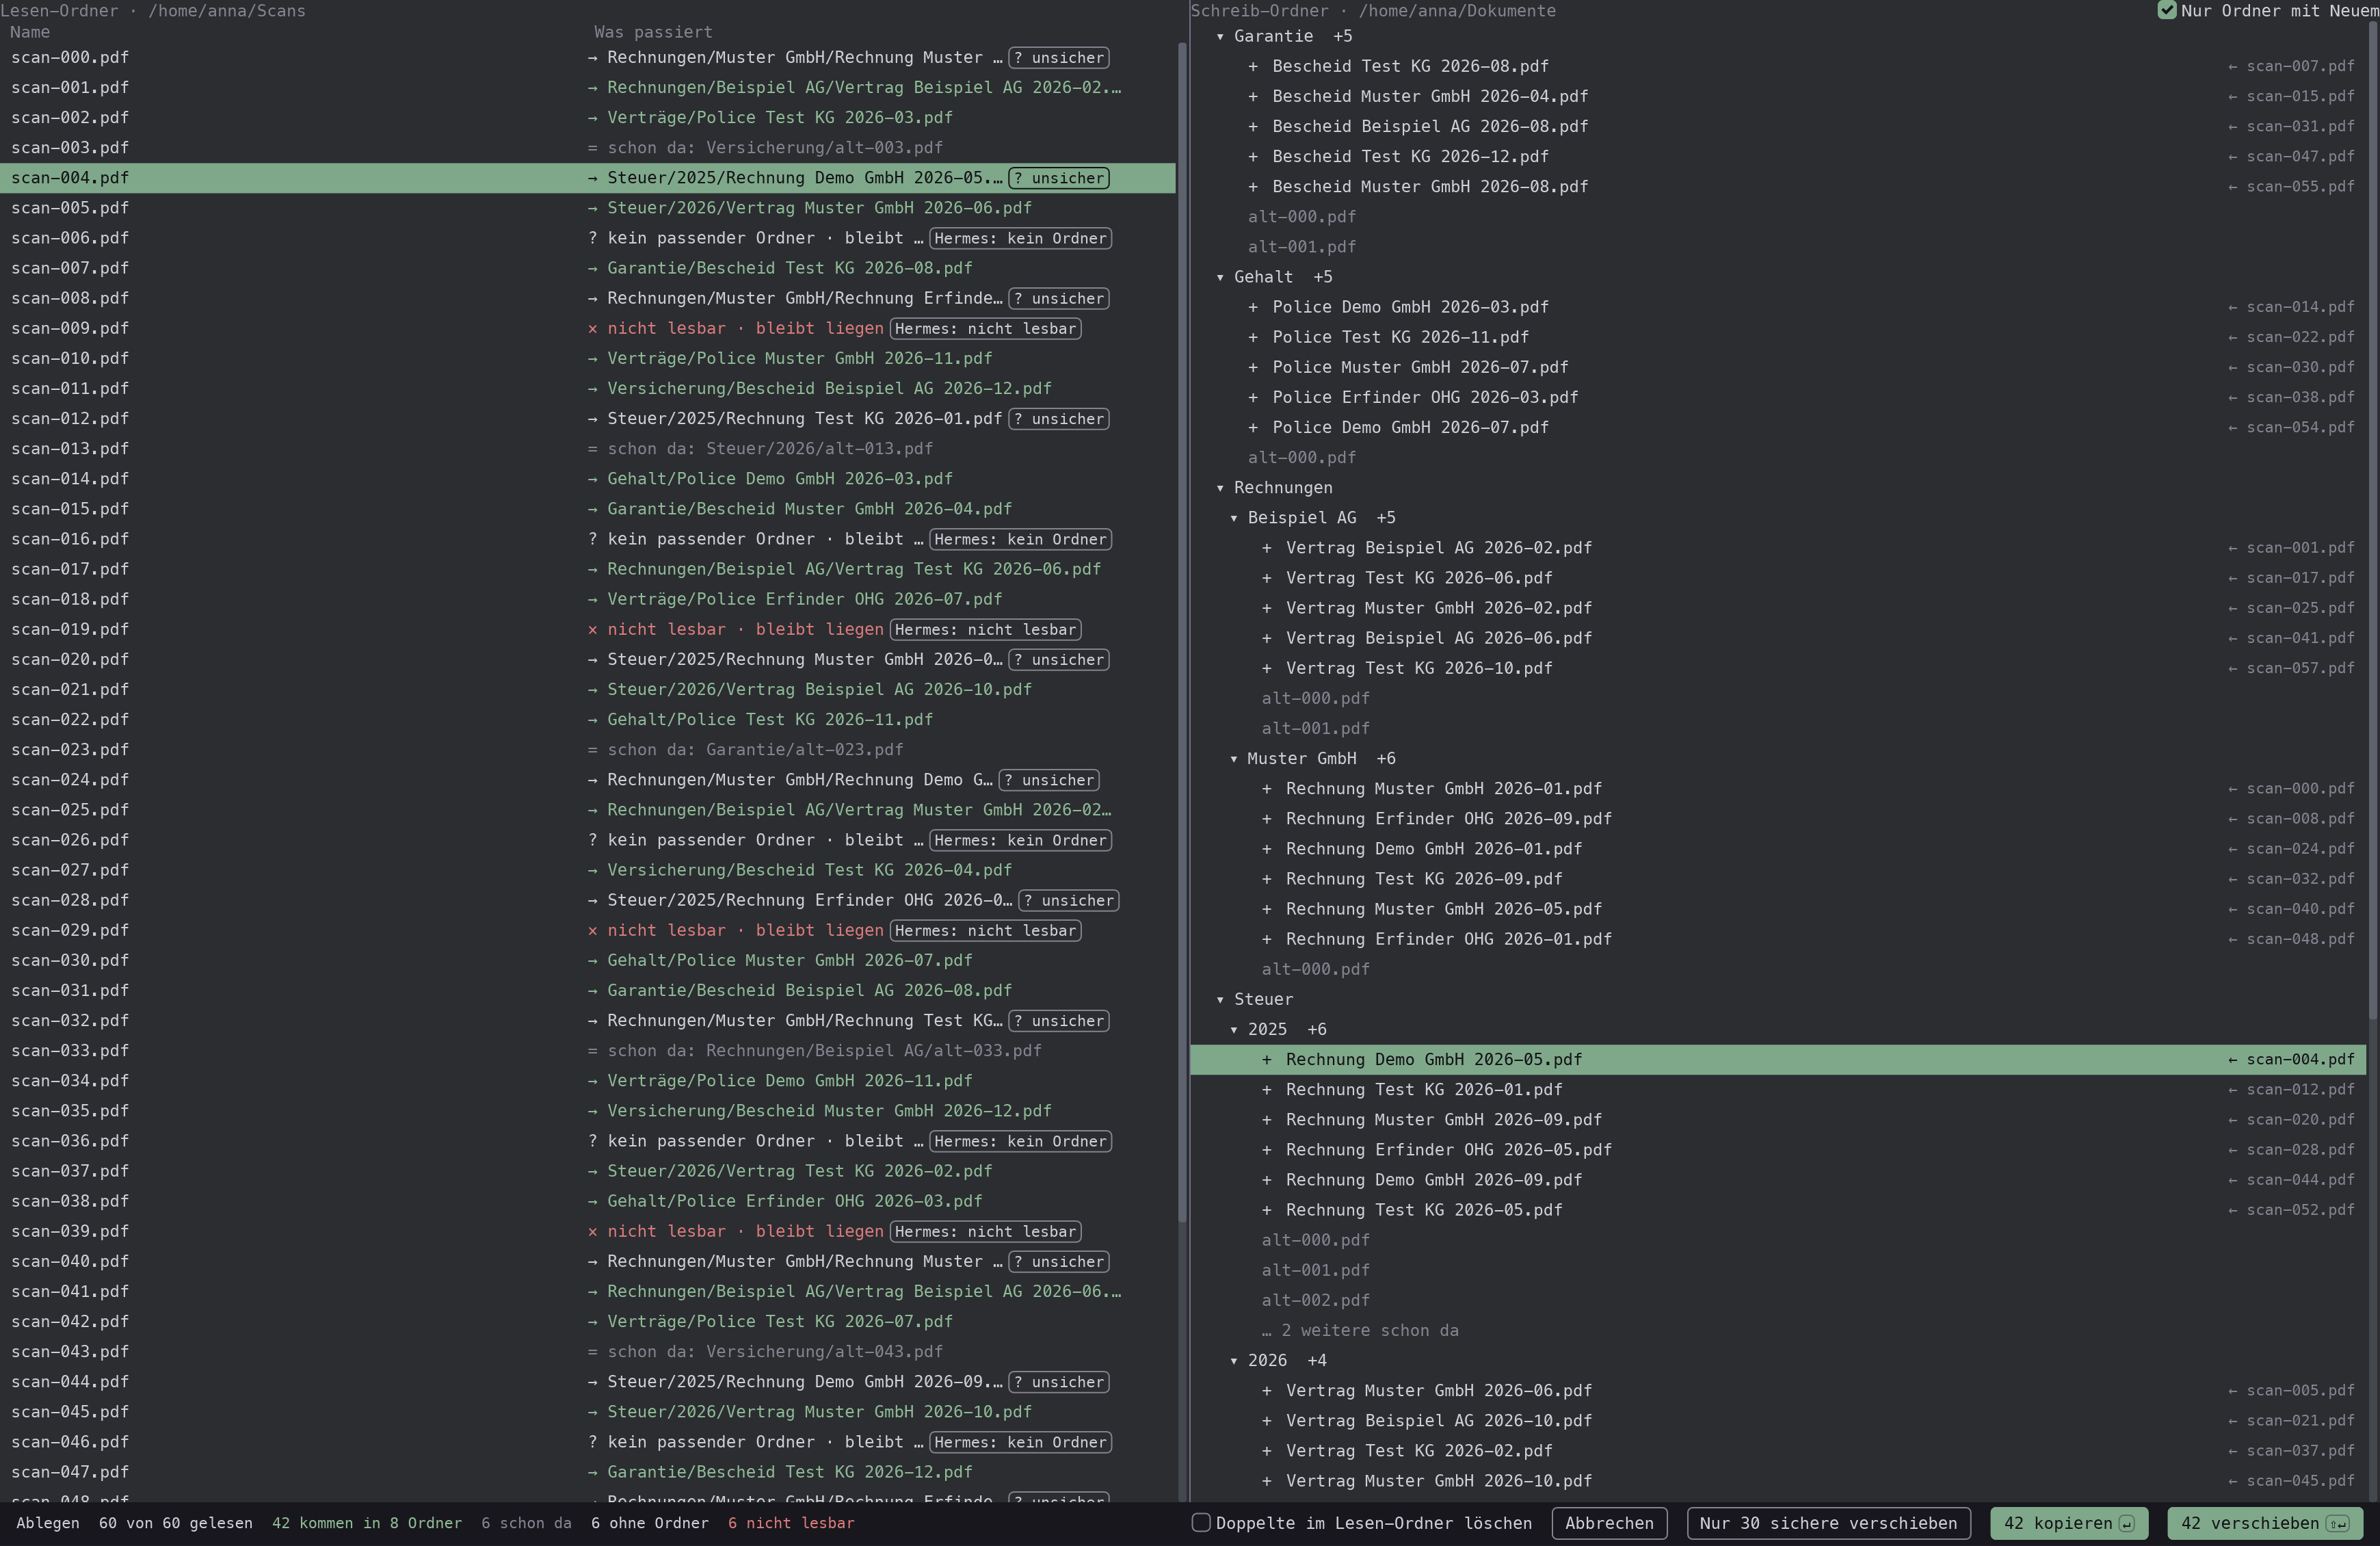 Lesen-Ordner · /home/anna/Scans
Name Was passiert
scan-000.pdf → Rechnungen/Muster GmbH/Rechnung Muster … ? unsicher
scan-001.pdf → Rechnungen/Beispiel AG/Vertrag Beispiel AG 2026-02.…
scan-002.pdf → Verträge/Police Test KG 2026-03.pdf
scan-003.pdf = schon da: Versicherung/alt-003.pdf
scan-004.pdf → Steuer/2025/Rechnung Demo GmbH 2026-05.… ? unsicher
scan-005.pdf → Steuer/2026/Vertrag Muster GmbH 2026-06.pdf
scan-006.pdf ? kein passender Ordner · bleibt … Hermes: kein Ordner
scan-007.pdf → Garantie/Bescheid Test KG 2026-08.pdf
scan-008.pdf → Rechnungen/Muster GmbH/Rechnung Erfinde… ? unsicher
scan-009.pdf × nicht lesbar · bleibt liegen Hermes: nicht lesbar
scan-010.pdf → Verträge/Police Muster GmbH 2026-11.pdf
scan-011.pdf → Versicherung/Bescheid Beispiel AG 2026-12.pdf
scan-012.pdf → Steuer/2025/Rechnung Test KG 2026-01.pdf ? unsicher
scan-013.pdf = schon da: Steuer/2026/alt-013.pdf
scan-014.pdf → Gehalt/Police Demo GmbH 2026-03.pdf
scan-015.pdf → Garantie/Bescheid Muster GmbH 2026-04.pdf
scan-016.pdf ? kein passender Ordner · bleibt … Hermes: kein Ordner
scan-017.pdf → Rechnungen/Beispiel AG/Vertrag Test KG 2026-06.pdf
scan-018.pdf → Verträge/Police Erfinder OHG 2026-07.pdf
scan-019.pdf × nicht lesbar · bleibt liegen Hermes: nicht lesbar
scan-020.pdf → Steuer/2025/Rechnung Muster GmbH 2026-0… ? unsicher
scan-021.pdf → Steuer/2026/Vertrag Beispiel AG 2026-10.pdf
scan-022.pdf → Gehalt/Police Test KG 2026-11.pdf
scan-023.pdf = schon da: Garantie/alt-023.pdf
scan-024.pdf → Rechnungen/Muster GmbH/Rechnung Demo G… ? unsicher
scan-025.pdf → Rechnungen/Beispiel AG/Vertrag Muster GmbH 2026-02…
scan-026.pdf ? kein passender Ordner · bleibt … Hermes: kein Ordner
scan-027.pdf → Versicherung/Bescheid Test KG 2026-04.pdf
scan-028.pdf → Steuer/2025/Rechnung Erfinder OHG 2026-0… ? unsicher
scan-029.pdf × nicht lesbar · bleibt liegen Hermes: nicht lesbar
scan-030.pdf → Gehalt/Police Muster GmbH 2026-07.pdf
scan-031.pdf → Garantie/Bescheid Beispiel AG 2026-08.pdf
scan-032.pdf → Rechnungen/Muster GmbH/Rechnung Test KG… ? unsicher
scan-033.pdf = schon da: Rechnungen/Beispiel AG/alt-033.pdf
scan-034.pdf → Verträge/Police Demo GmbH 2026-11.pdf
scan-035.pdf → Versicherung/Bescheid Muster GmbH 2026-12.pdf
scan-036.pdf ? kein passender Ordner · bleibt … Hermes: kein Ordner
scan-037.pdf → Steuer/2026/Vertrag Test KG 2026-02.pdf
scan-038.pdf → Gehalt/Police Erfinder OHG 2026-03.pdf
scan-039.pdf × nicht lesbar · bleibt liegen Hermes: nicht lesbar
scan-040.pdf → Rechnungen/Muster GmbH/Rechnung Muster … ? unsicher
scan-041.pdf → Rechnungen/Beispiel AG/Vertrag Beispiel AG 2026-06.…
scan-042.pdf → Verträge/Police Test KG 2026-07.pdf
scan-043.pdf = schon da: Versicherung/alt-043.pdf
scan-044.pdf → Steuer/2025/Rechnung Demo GmbH 2026-09.… ? unsicher
scan-045.pdf → Steuer/2026/Vertrag Muster GmbH 2026-10.pdf
scan-046.pdf ? kein passender Ordner · bleibt … Hermes: kein Ordner
scan-047.pdf → Garantie/Bescheid Test KG 2026-12.pdf
scan-048.pdf → Rechnungen/Muster GmbH/Rechnung Erfinde… ? unsicher
Schreib-Ordner · /home/anna/Dokumente Nur Ordner mit Neuem
▾ Garantie +5
+ Bescheid Test KG 2026-08.pdf ← scan-007.pdf
+ Bescheid Muster GmbH 2026-04.pdf ← scan-015.pdf
+ Bescheid Beispiel AG 2026-08.pdf ← scan-031.pdf
+ Bescheid Test KG 2026-12.pdf ← scan-047.pdf
+ Bescheid Muster GmbH 2026-08.pdf ← scan-055.pdf
alt-000.pdf
alt-001.pdf
▾ Gehalt +5
+ Police Demo GmbH 2026-03.pdf ← scan-014.pdf
+ Police Test KG 2026-11.pdf ← scan-022.pdf
+ Police Muster GmbH 2026-07.pdf ← scan-030.pdf
+ Police Erfinder OHG 2026-03.pdf ← scan-038.pdf
+ Police Demo GmbH 2026-07.pdf ← scan-054.pdf
alt-000.pdf
▾ Rechnungen
▾ Beispiel AG +5
+ Vertrag Beispiel AG 2026-02.pdf ← scan-001.pdf
+ Vertrag Test KG 2026-06.pdf ← scan-017.pdf
+ Vertrag Muster GmbH 2026-02.pdf ← scan-025.pdf
+ Vertrag Beispiel AG 2026-06.pdf ← scan-041.pdf
+ Vertrag Test KG 2026-10.pdf ← scan-057.pdf
alt-000.pdf
alt-001.pdf
▾ Muster GmbH +6
+ Rechnung Muster GmbH 2026-01.pdf ← scan-000.pdf
+ Rechnung Erfinder OHG 2026-09.pdf ← scan-008.pdf
+ Rechnung Demo GmbH 2026-01.pdf ← scan-024.pdf
+ Rechnung Test KG 2026-09.pdf ← scan-032.pdf
+ Rechnung Muster GmbH 2026-05.pdf ← scan-040.pdf
+ Rechnung Erfinder OHG 2026-01.pdf ← scan-048.pdf
alt-000.pdf
▾ Steuer
▾ 2025 +6
+ Rechnung Demo GmbH 2026-05.pdf ← scan-004.pdf
+ Rechnung Test KG 2026-01.pdf ← scan-012.pdf
+ Rechnung Muster GmbH 2026-09.pdf ← scan-020.pdf
+ Rechnung Erfinder OHG 2026-05.pdf ← scan-028.pdf
+ Rechnung Demo GmbH 2026-09.pdf ← scan-044.pdf
+ Rechnung Test KG 2026-05.pdf ← scan-052.pdf
alt-000.pdf
alt-001.pdf
alt-002.pdf
… 2 weitere schon da
▾ 2026 +4
+ Vertrag Muster GmbH 2026-06.pdf ← scan-005.pdf
+ Vertrag Beispiel AG 2026-10.pdf ← scan-021.pdf
+ Vertrag Test KG 2026-02.pdf ← scan-037.pdf
+ Vertrag Muster GmbH 2026-10.pdf ← scan-045.pdf
Ablegen 60 von 60 gelesen 42 kommen in 8 Ordner 6 schon da 6 ohne Ordner 6 nicht lesbar Doppelte im Lesen-Ordner löschen Abbrechen Nur 30 sichere verschieben 42 kopieren ↵ 42 verschieben ⇧↵